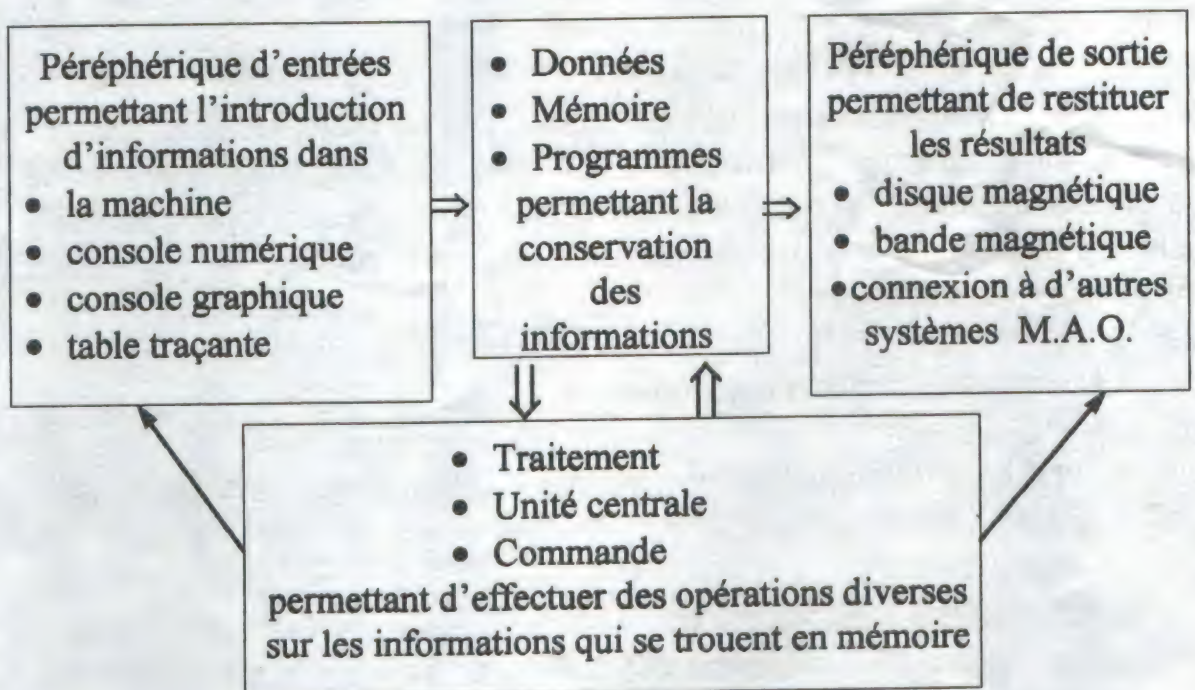 Péréphérique d'entrées
permettant l'introduction
d'informations dans
• la machine
• console numérique
• console graphique
• table traçante
• Données
• Mémoire
• Programmes
permettant la
conservation
des
informations
Péréphérique de sortie
permettant de restituer
les résultats
• disque magnétique
• bande magnétique
•connexion à d'autres
systèmes M.A.O.
• Traitement
• Unité centrale
• Commande
permettant d'effectuer des opérations diverses
sur les informations qui se trouent en mémoire